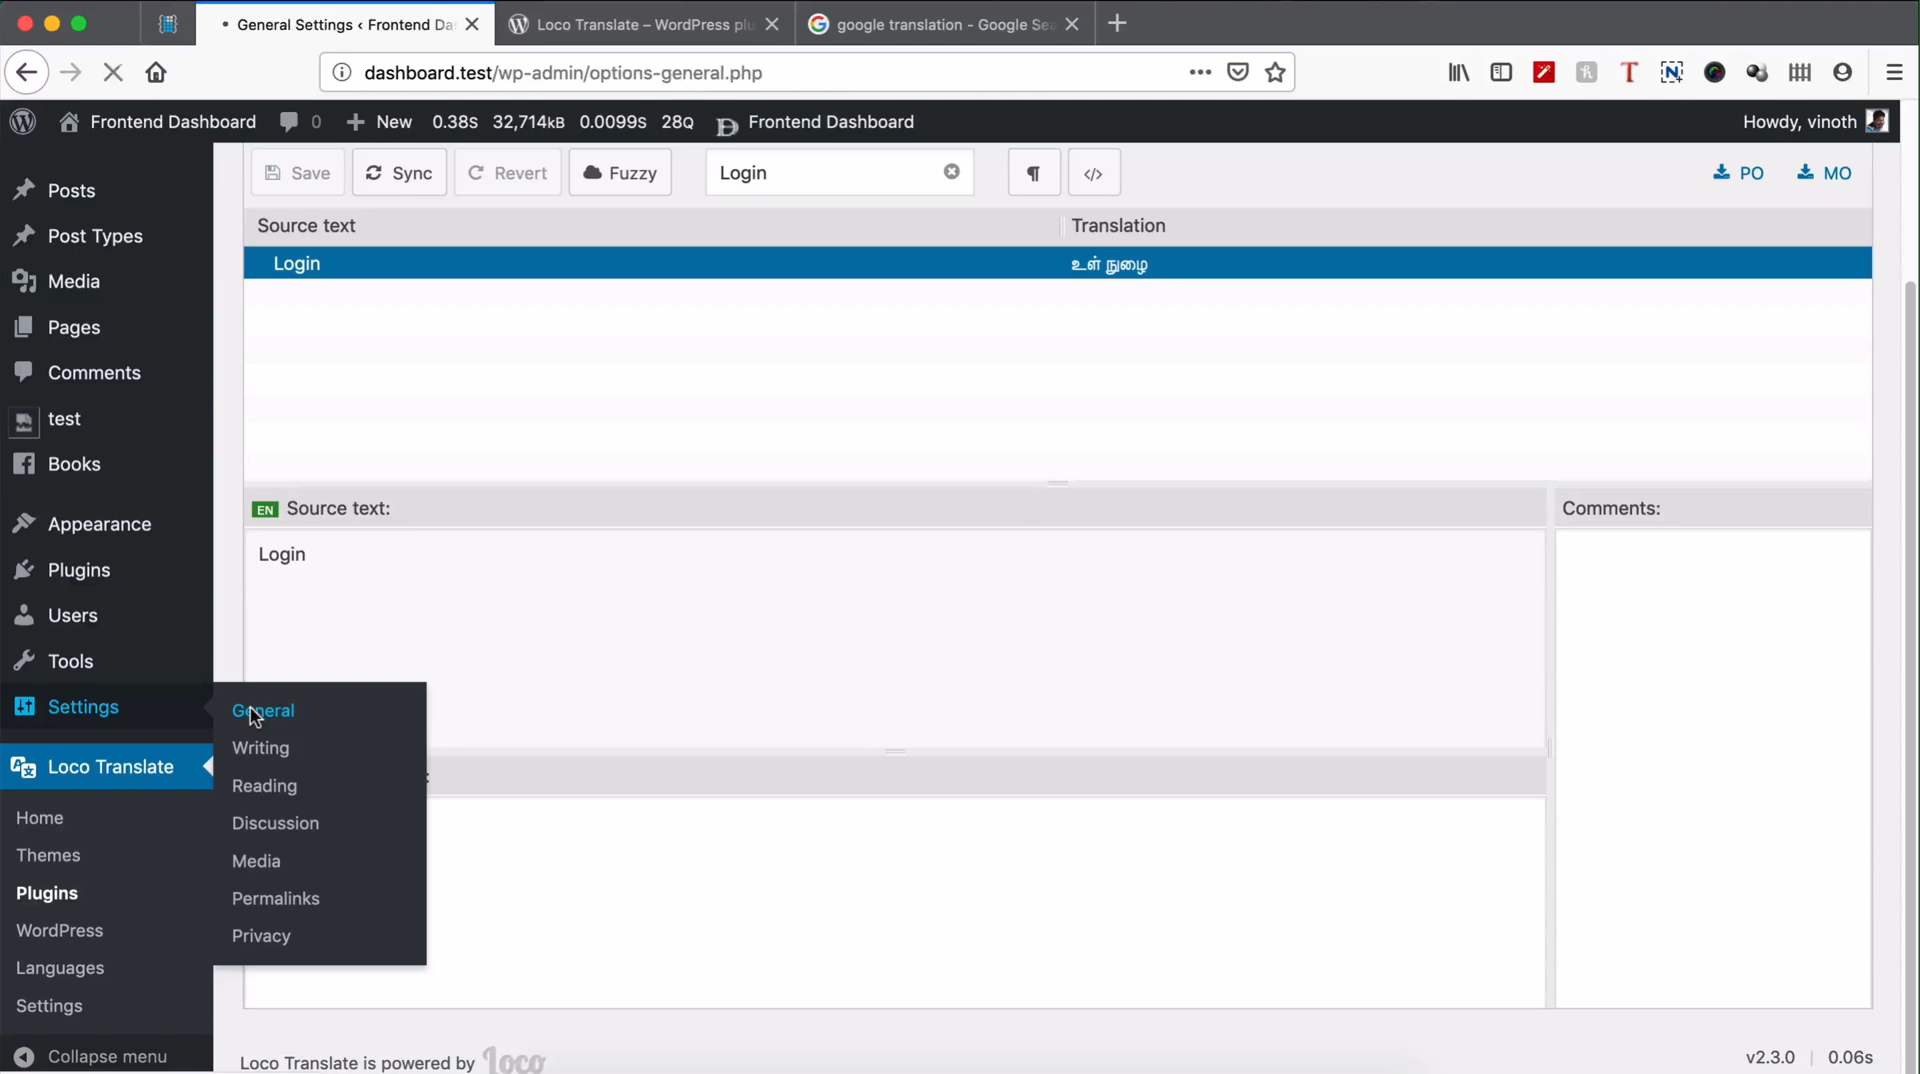 General Settings ‹ Frontend Da
Loco Translate – WordPress plu
google translation - Google Sea
dashboard.test/wp-admin/options-general.php
Frontend Dashboard
0
New
0.38S 32,714kB 0.0099S 28Q
Frontend Dashboard
Howdy, vinoth
Posts
Post Types
Media
Pages
Comments
test
Books
Appearance
Plugins
Users
Tools
Settings
Loco Translate
Home
Themes
Plugins
WordPress
Languages
Settings
Collapse menu
General
Writing
Reading
Discussion
Media
Permalinks
Privacy
Save
Sync
Revert
Fuzzy
Login
¶
</>
PO
MO
Source text
Translation
Login
உள் நுழை
EN Source text:
Comments:
Login
:
Loco Translate is powered by loco
v2.3.0 | 0.06s